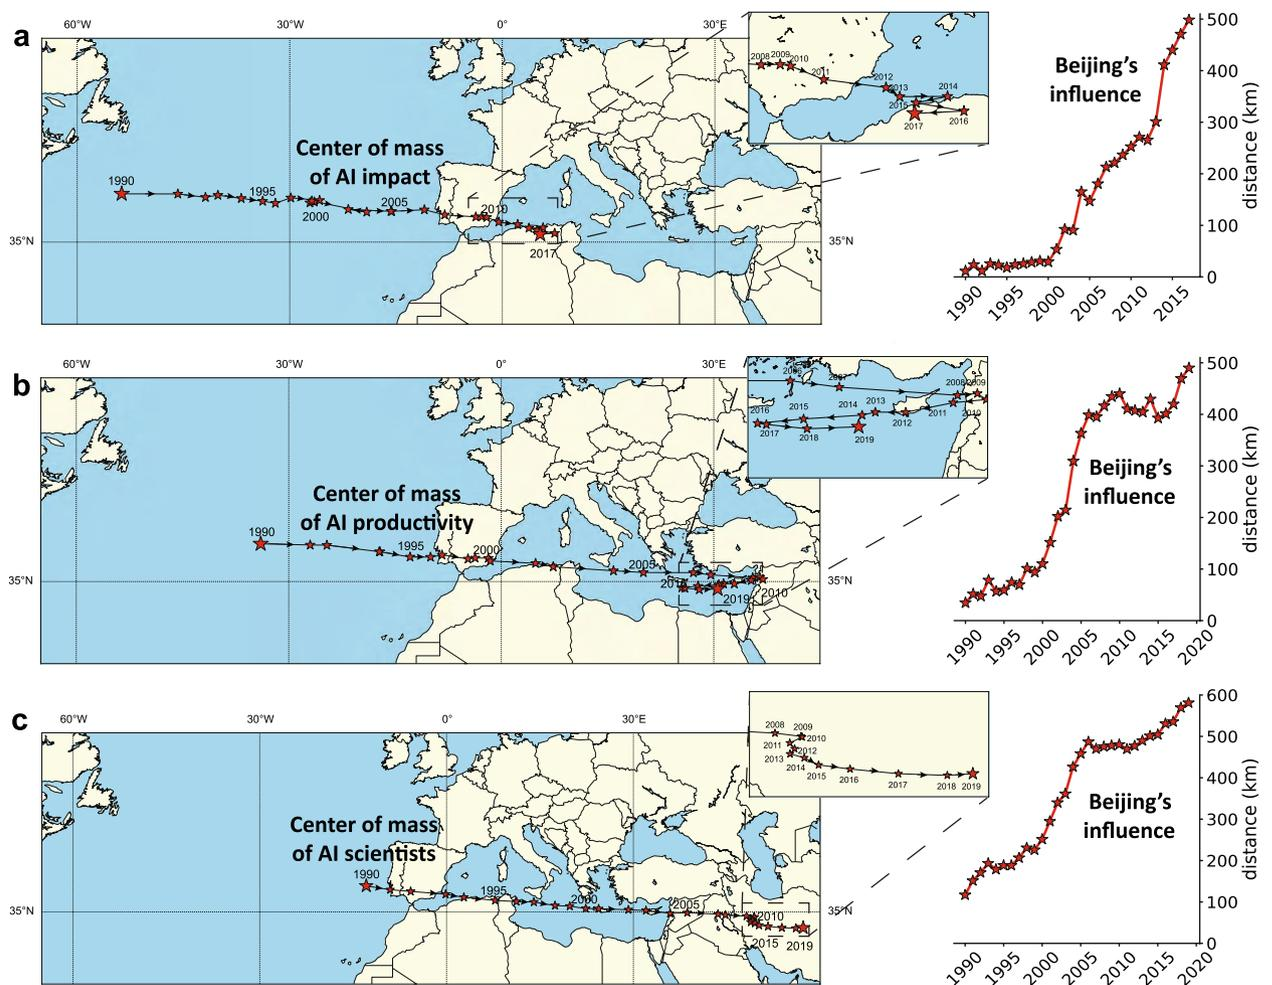 a
60°W 30°W 0° 30°E
2008 2009 2010 2011 2012 2013 2014 2015 2016 2017
Center of mass
of AI impact
1990 1995 2000 2005 2010 2017
35°N 35°N
Beijing's
influence
500
400
300
200
100
0
distance (km)
1990 1995 2000 2005 2010 2015
b
60°W 30°W 0° 30°E
2006 2007 2008 2009
2016 2015 2014 2013 2012 2011 2010
2017 2018 2019
Center of mass
of AI productivity
1990 1995 2000 2005 2010 2019
35°N 35°N
Beijing's
influence
500
400
300
200
100
0
distance (km)
1990 1995 2000 2005 2010 2015 2020
c
60°W 30°W 0° 30°E
2008 2009
2011 2010
2013 2012
2014 2015 2016 2017 2018 2019
Center of mass
of AI scientists
1990 1995 2000 2005 2010
2015 2019
35°N 35°N
Beijing's
influence
600
500
400
300
200
100
0
distance (km)
1990 1995 2000 2005 2010 2015 2020